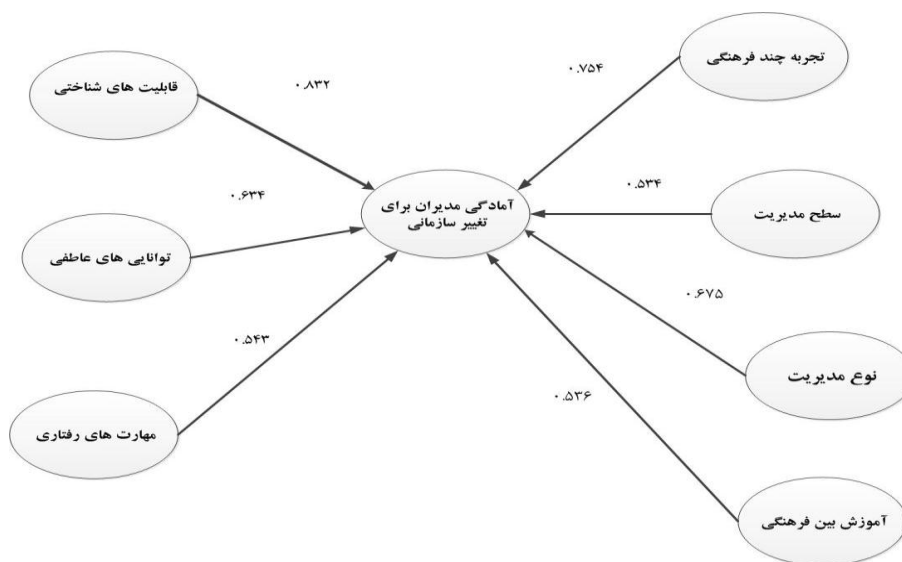 تجربه چند فرهنگی
۰.۷۵۴
۰.۸۳۲
قابلیت های شناختی
سطح مدیریت
۰.۵۳۴
آمادگی مدیران برای
تغییر سازمانی
۰.۶۳۴
توانایی های عاطفی
نوع مدیریت
۰.۶۷۵
۰.۵۴۳
مهارت های رفتاری
۰.۵۳۶
آموزش بین فرهنگی